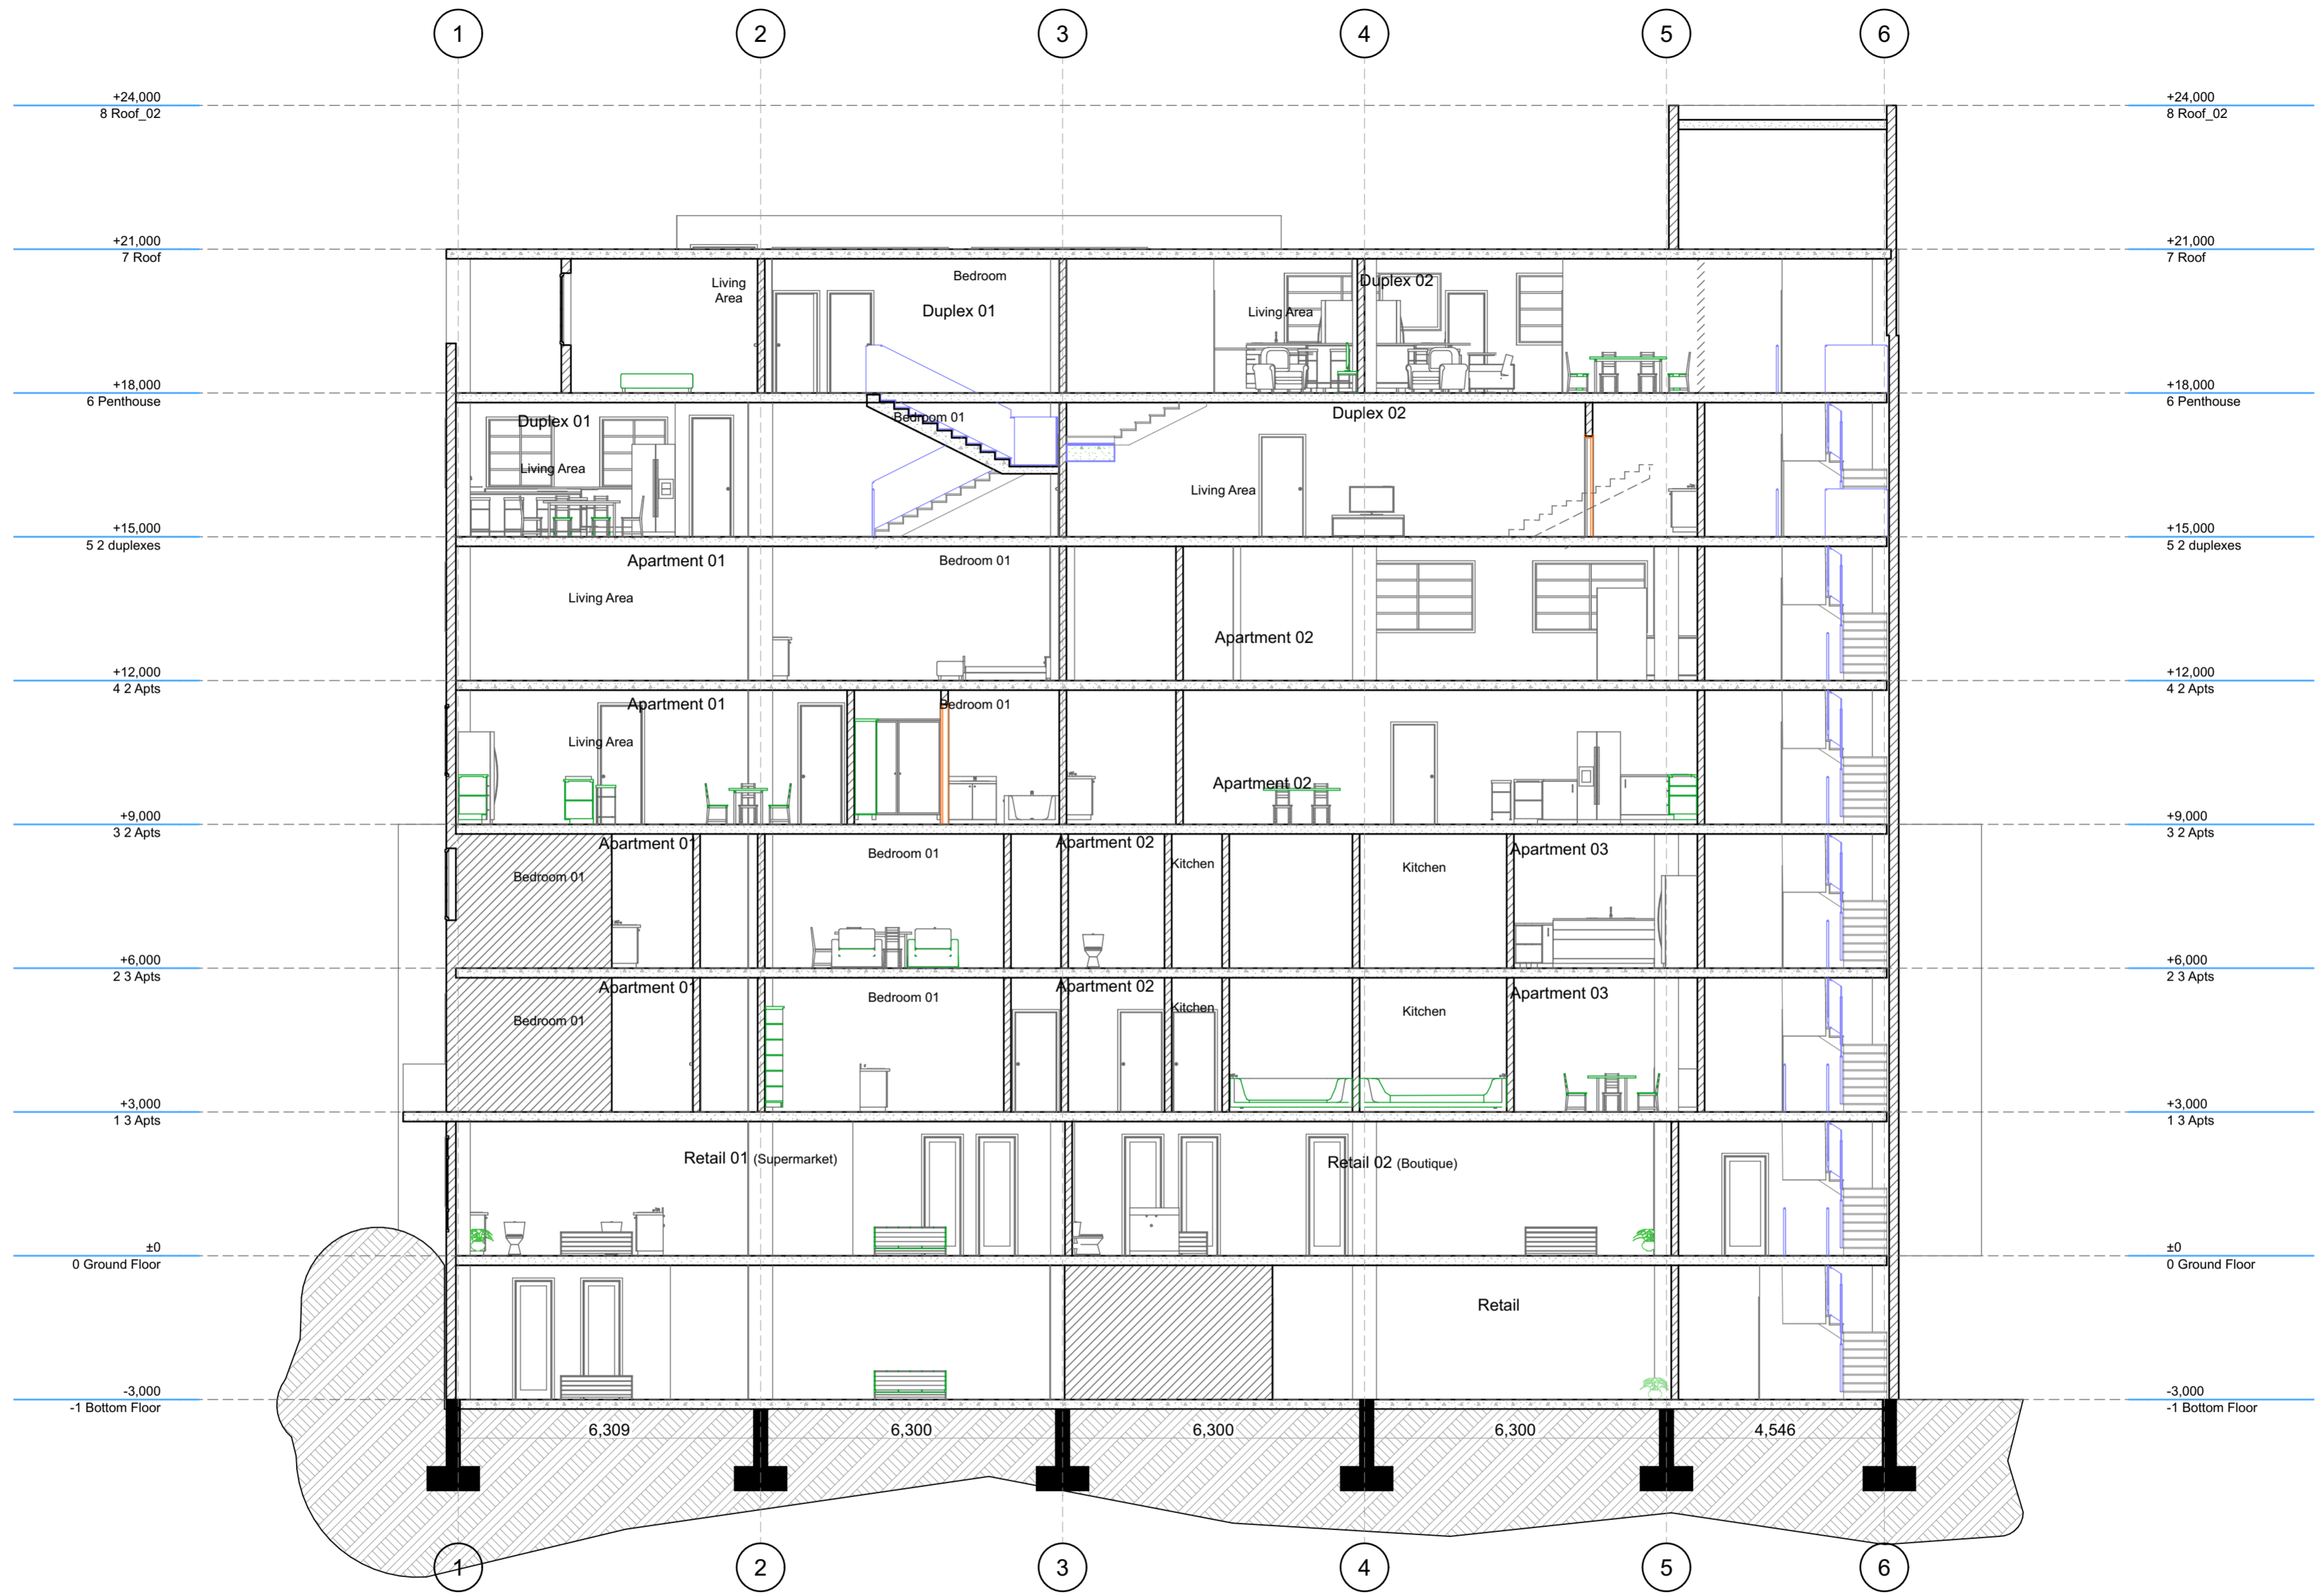 1 2 3 4 5 6
+24,000 +24,000
8 Roof_02 8 Roof_02
+21,000 +21,000
7 Roof 7 Roof
Living
Area
Bedroom
Duplex 01
Duplex 02
Living Area
+18,000 +18,000
6 Penthouse 6 Penthouse
Duplex 01
Bedroom 01
Duplex 02
Living Area
Living Area
+15,000 +15,000
5 2 duplexes 5 2 duplexes
Apartment 01
Bedroom 01
Living Area
Apartment 02
+12,000 +12,000
4 2 Apts 4 2 Apts
Apartment 01
Bedroom 01
Living Area
Apartment 02
+9,000 +9,000
3 2 Apts 3 2 Apts
Apartment 01
Bedroom 01
Bedroom 01
Apartment 02
Kitchen
Kitchen
Apartment 03
+6,000 +6,000
2 3 Apts 2 3 Apts
Apartment 01
Bedroom 01
Bedroom 01
Apartment 02
Kitchen
Kitchen
Apartment 03
+3,000 +3,000
1 3 Apts 1 3 Apts
Retail 01 (Supermarket)
Retail 02 (Boutique)
±0 ±0
0 Ground Floor 0 Ground Floor
Retail
-3,000 -3,000
-1 Bottom Floor -1 Bottom Floor
6,309 6,300 6,300 6,300 4,546
1 2 3 4 5 6